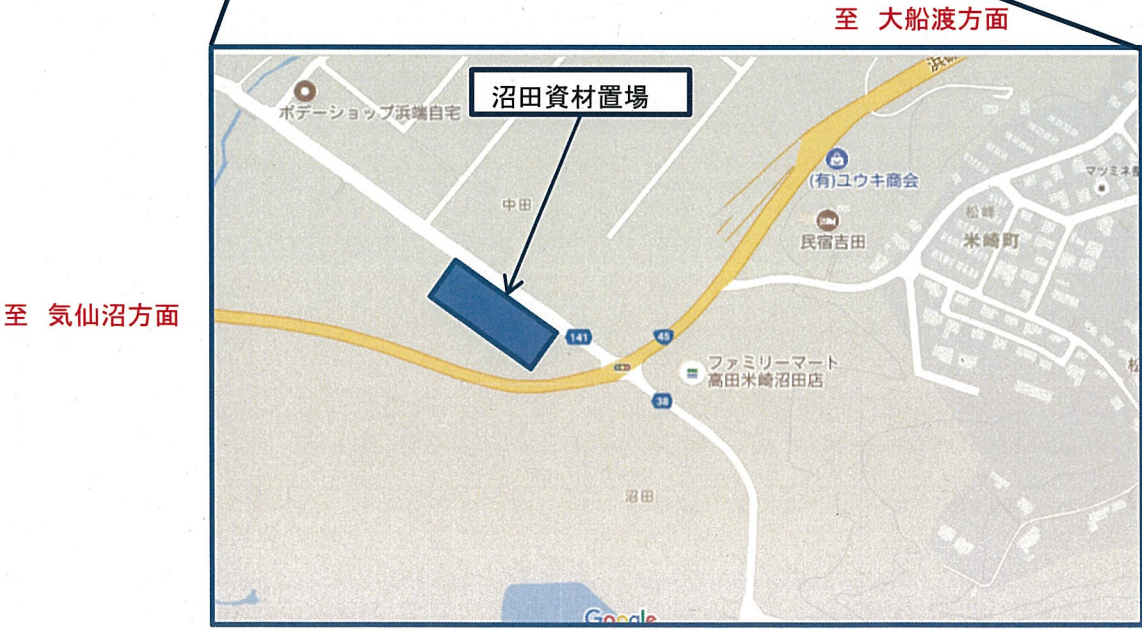 至 大船渡方面
沼田資材置場
ボデーショップ浜端自宅
(有)ユウキ商会
マツミネ
中田
松峰
民宿吉田
米崎町
至 気仙沼方面
141
45
ファミリーマート
高田米崎沼田店
38
沼田
Google